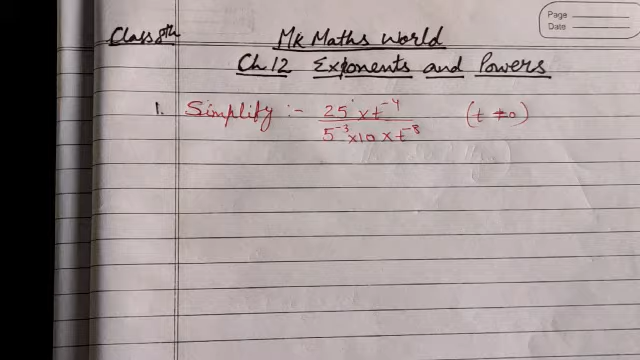 Page
Date
Class 8th
MK Maths World
Ch.12 Exponents and Powers
1. Simplify :- 25 × t⁻⁴ (t ≠ 0)
5⁻³ × 10 × t⁻⁸